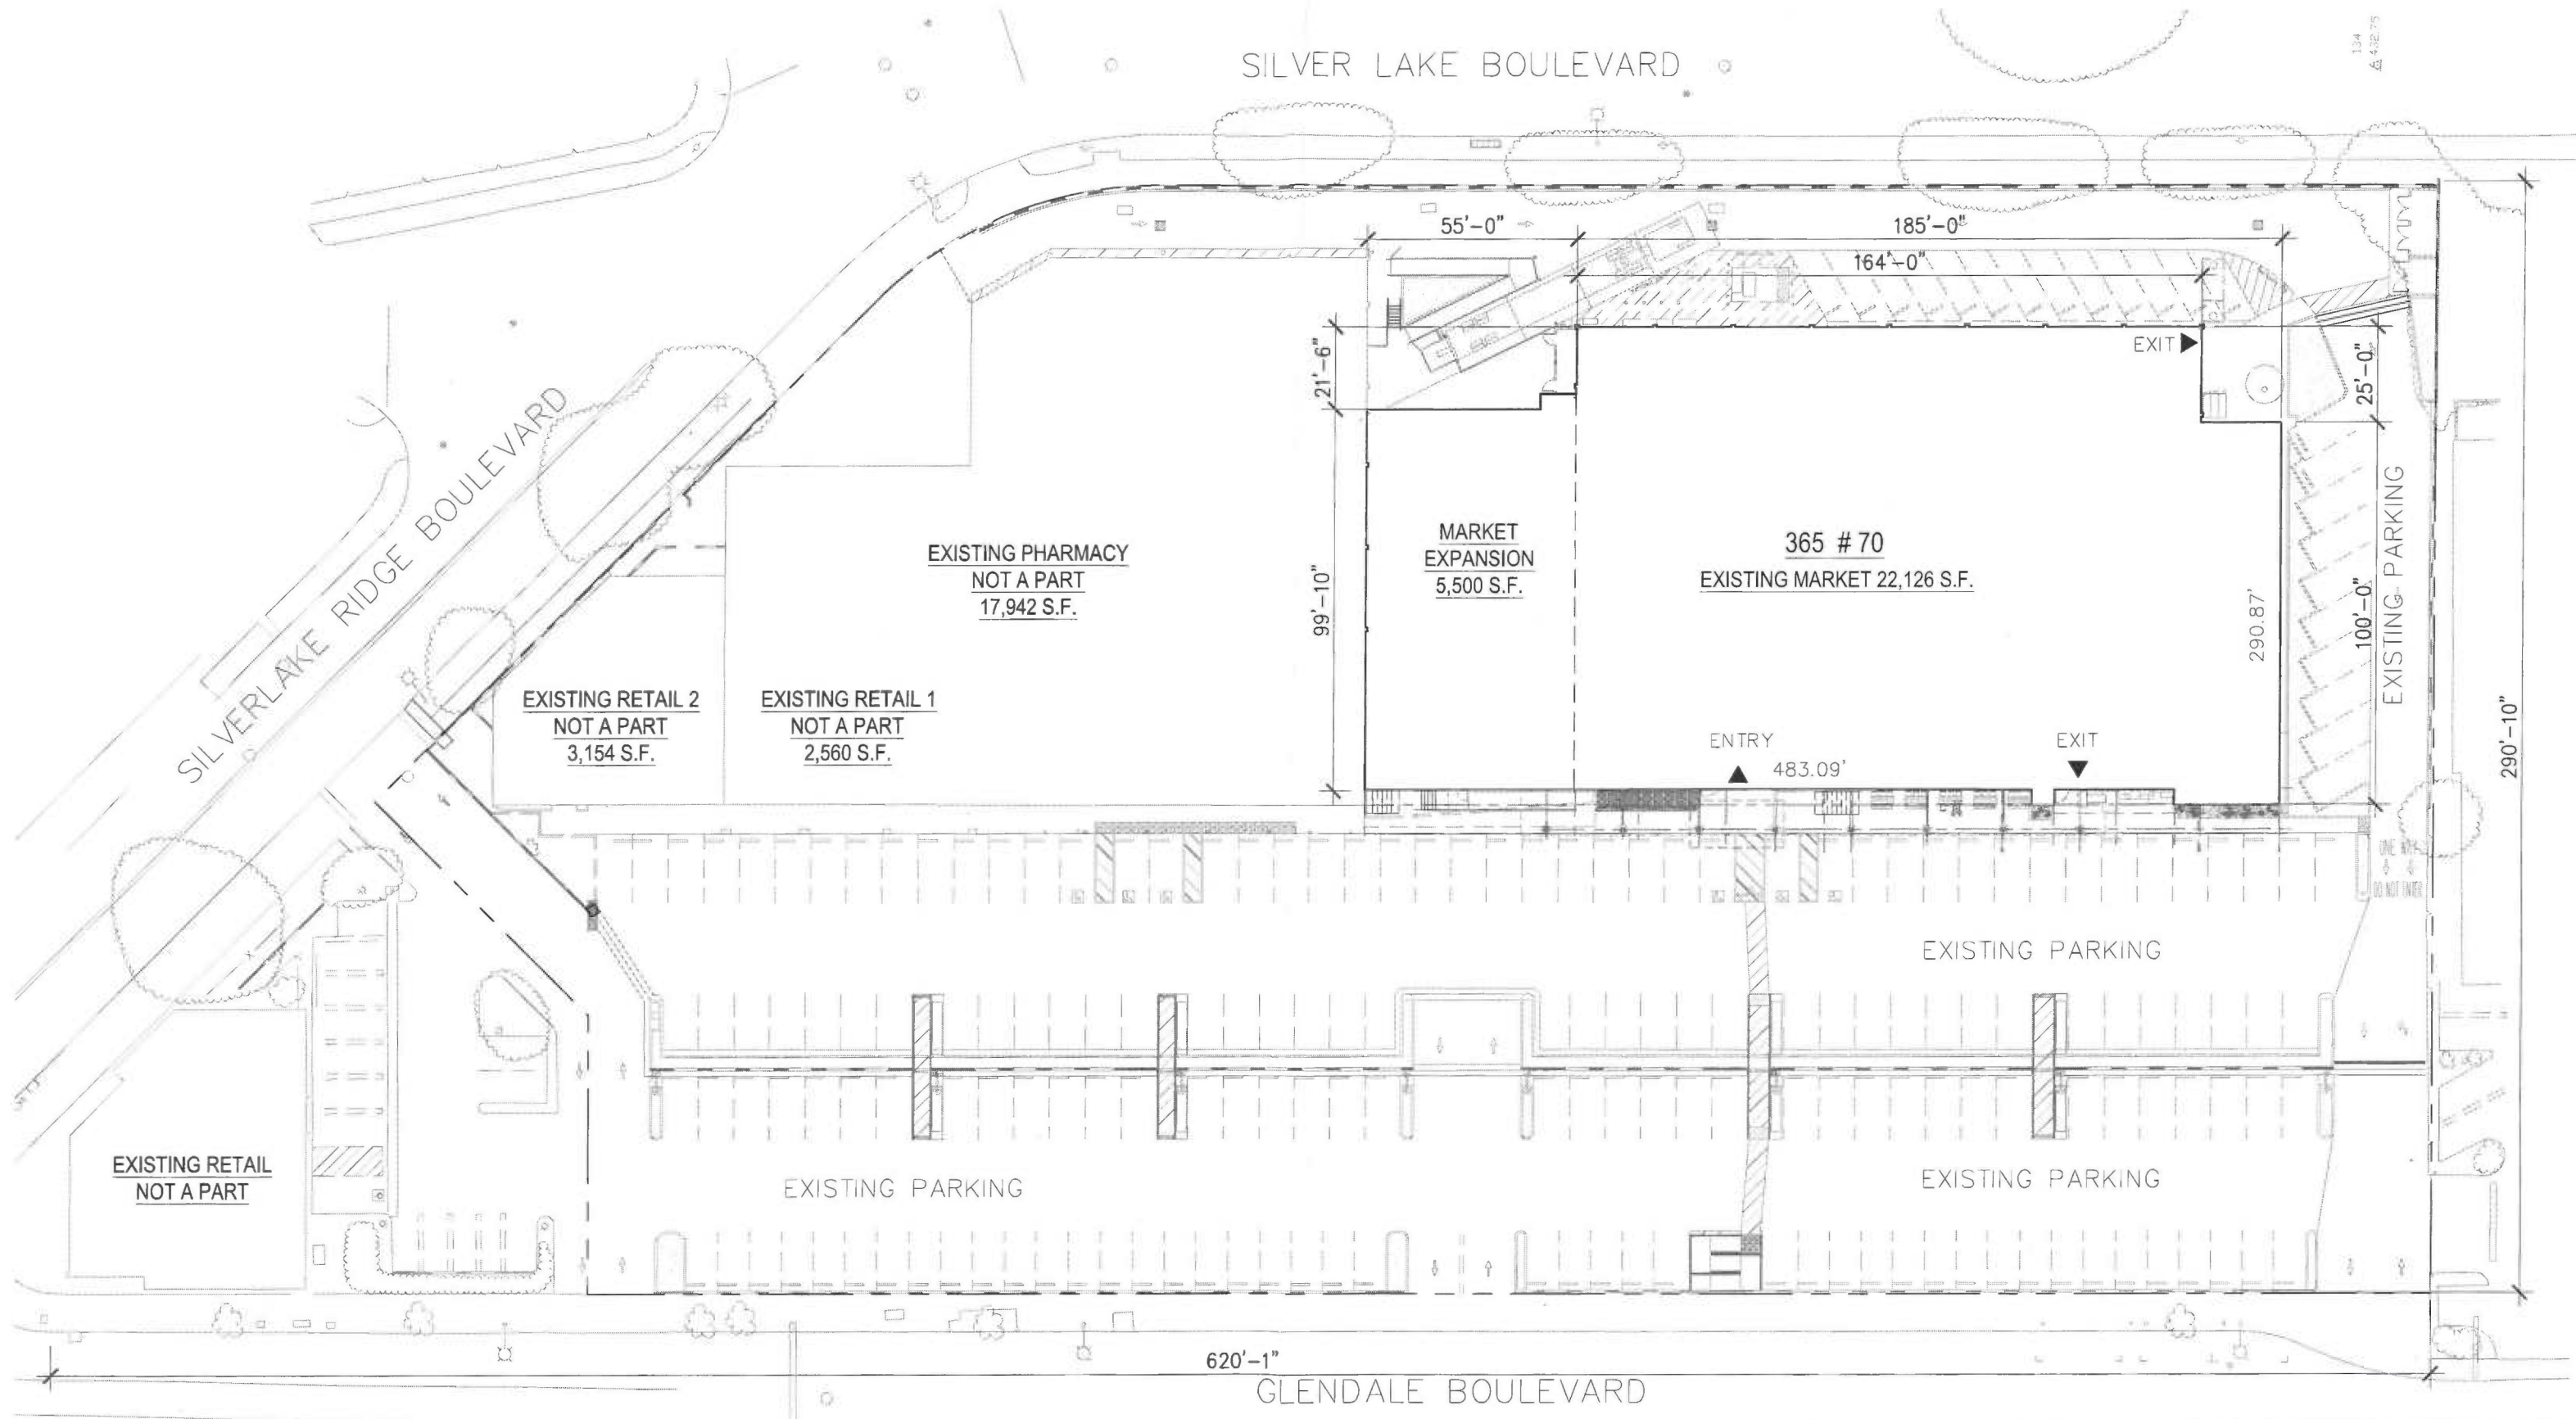 SILVER LAKE BOULEVARD
134
432.75
55'-0"
185'-0"
164'-0"
EXIT
21'-6"
25'-0"
SILVERLAKE RIDGE BOULEVARD
EXISTING PHARMACY
NOT A PART
17,942 S.F.
MARKET
EXPANSION
5,500 S.F.
365 # 70
EXISTING MARKET 22,126 S.F.
99'-10"
290.87'
100'-0"
EXISTING PARKING
290'-10"
EXISTING RETAIL 2
NOT A PART
3,154 S.F.
EXISTING RETAIL 1
NOT A PART
2,560 S.F.
ENTRY
483.09'
EXIT
ONE WAY
DO NOT ENTER
EXISTING PARKING
EXISTING RETAIL
NOT A PART
EXISTING PARKING
EXISTING PARKING
620'-1"
GLENDALE BOULEVARD